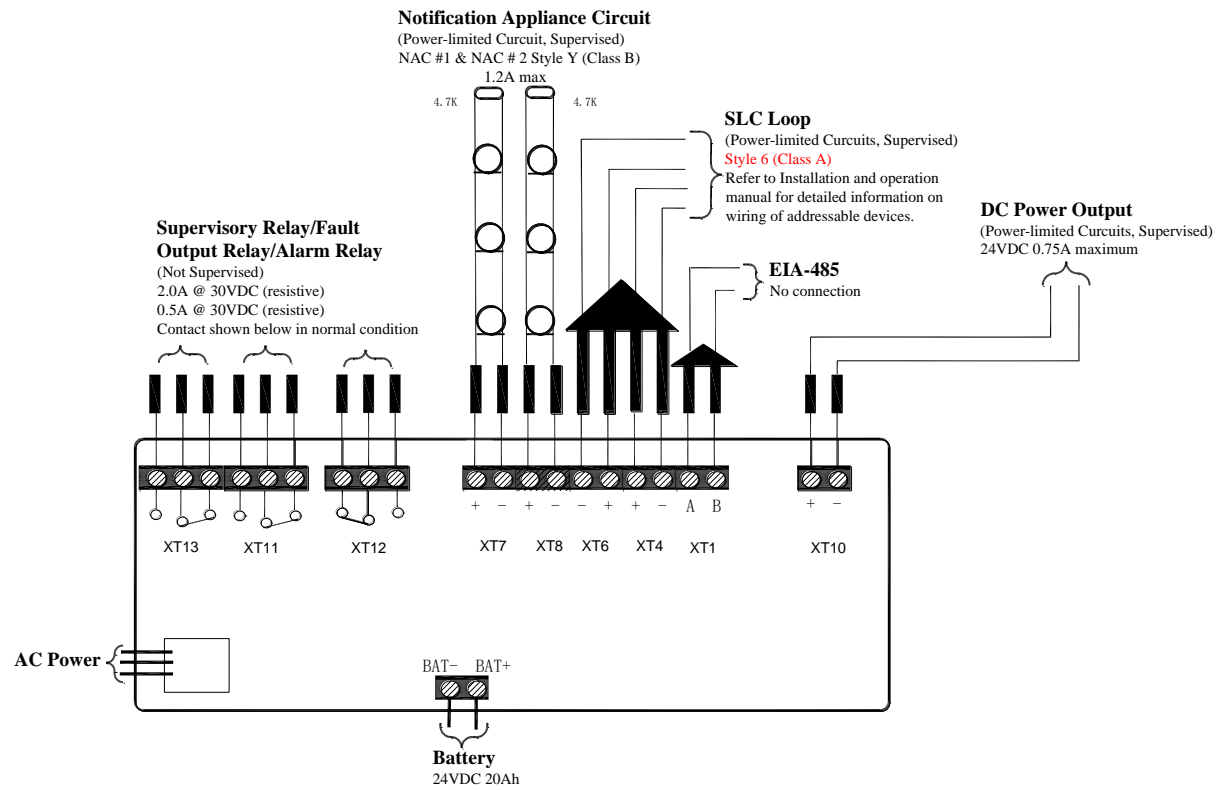 Notification Appliance Circuit
(Power-limited Curcuit, Supervised)
NAC #1 & NAC # 2 Style Y (Class B)
1.2A max
4.7K
4.7K
SLC Loop
(Power-limited Curcuits, Supervised)
Style 6 (Class A)
Refer to Installation and operation
manual for detailed information on
wiring of addressable devices.
DC Power Output
(Power-limited Curcuits, Supervised)
24VDC 0.75A maximum
Supervisory Relay/Fault
Output Relay/Alarm Relay
(Not Supervised)
2.0A @ 30VDC (resistive)
0.5A @ 30VDC (resistive)
Contact shown below in normal condition
EIA-485
No connection
+ − + − − + + − A B + −
XT13 XT11 XT12 XT7 XT8 XT6 XT4 XT1 XT10
AC Power
BAT- BAT+
Battery
24VDC 20Ah